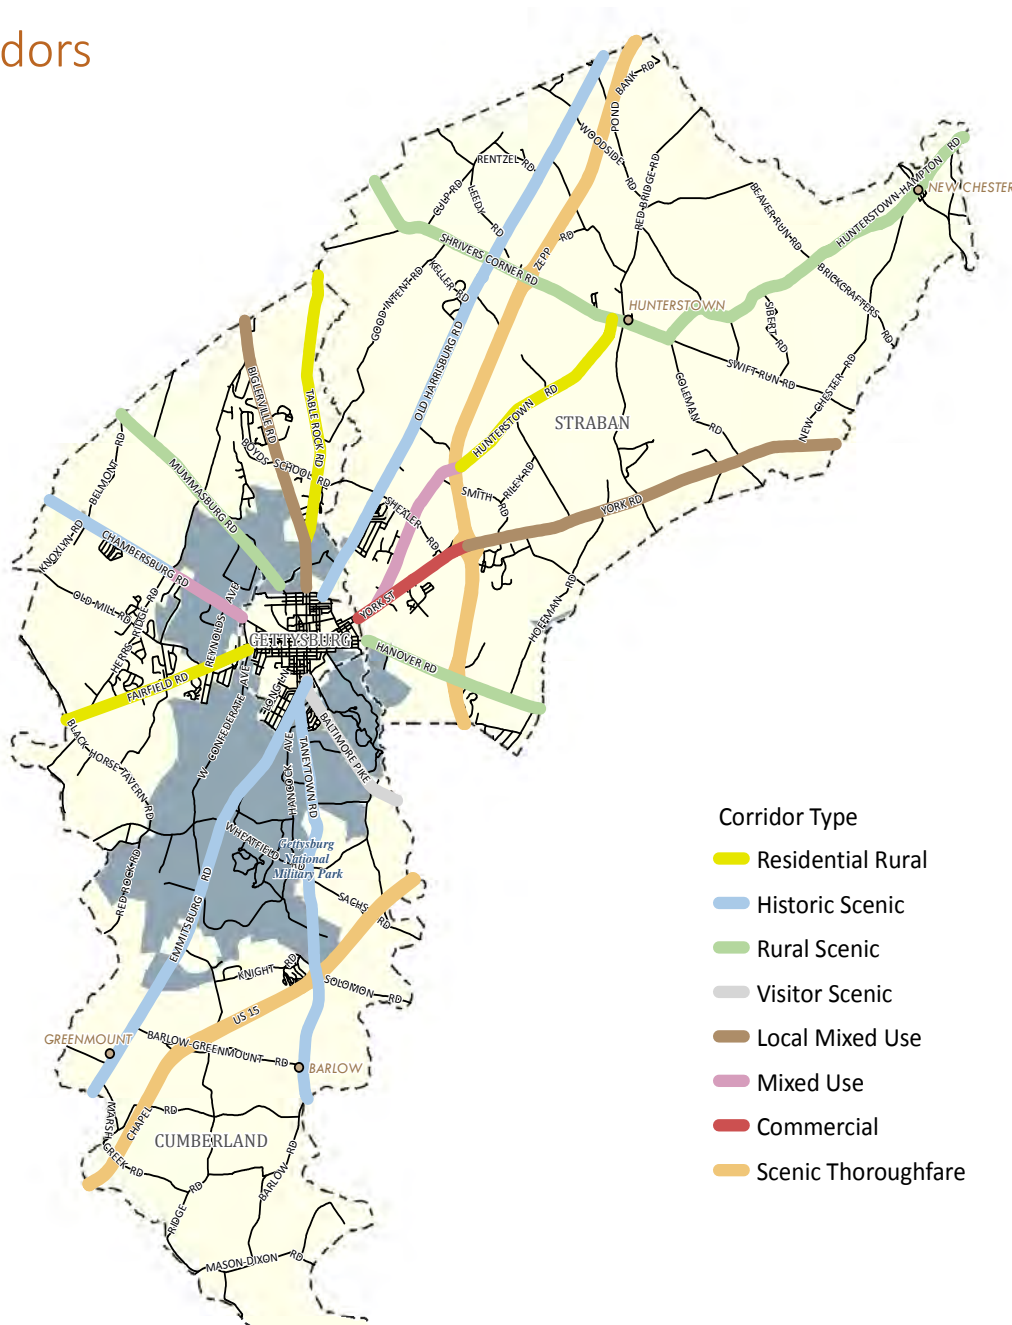 dors
POND BANK RD
WOODSIDE RD
RENTZEL RD
CULP RD
LEEDY RD
RED BRIDGE RD
HUNTERSTOWN-HAMPTON RD
NEW CHESTER
BEAVER RUN RD
SHRIVERS CORNER RD
ZEPP RD
KELLER RD
GOOD INTENT RD
BRICKCRAFTERS RD
HUNTERSTOWN
SIBERT RD
OLD HARRISBURG RD
SWIFT RUN RD
BIGLERVILLE RD
TABLE ROCK RD
HUNTERSTOWN RD
COLEMAN RD
NEW CHESTER RD
STRABAN
BELMONT RD
BOYDS SCHOOL RD
MUMMASBURG RD
SMITH RD
RILEY RD
SHEALER RD
YORK RD
KNOXLYN RD
CHAMBERSBURG RD
OLD MILL RD
HERRS RIDGE RD
REYNOLDS AVE
YORK ST
HOFFMAN RD
GETTYSBURG
HANOVER RD
FAIRFIELD RD
LONG LN
W CONFEDERATE AVE
BLACK HORSE TAVERN RD
BALTIMORE PIKE
HANCOCK AVE
TANEYTOWN RD
Corridor Type
Residential Rural
Historic Scenic
Rural Scenic
Visitor Scenic
Local Mixed Use
Mixed Use
Commercial
Scenic Thoroughfare
WHEATFIELD RD
Gettysburg
National
Military Park
RED ROCK RD
SACHS RD
EMMITSBURG RD
KNIGHT RD
SOLOMON RD
US 15
GREENMOUNT
BARLOW-GREENMOUNT RD
BARLOW
MARSH CREEK RD
CHAPEL RD
CUMBERLAND
BARLOW RD
RIDGE RD
MASON-DIXON RD